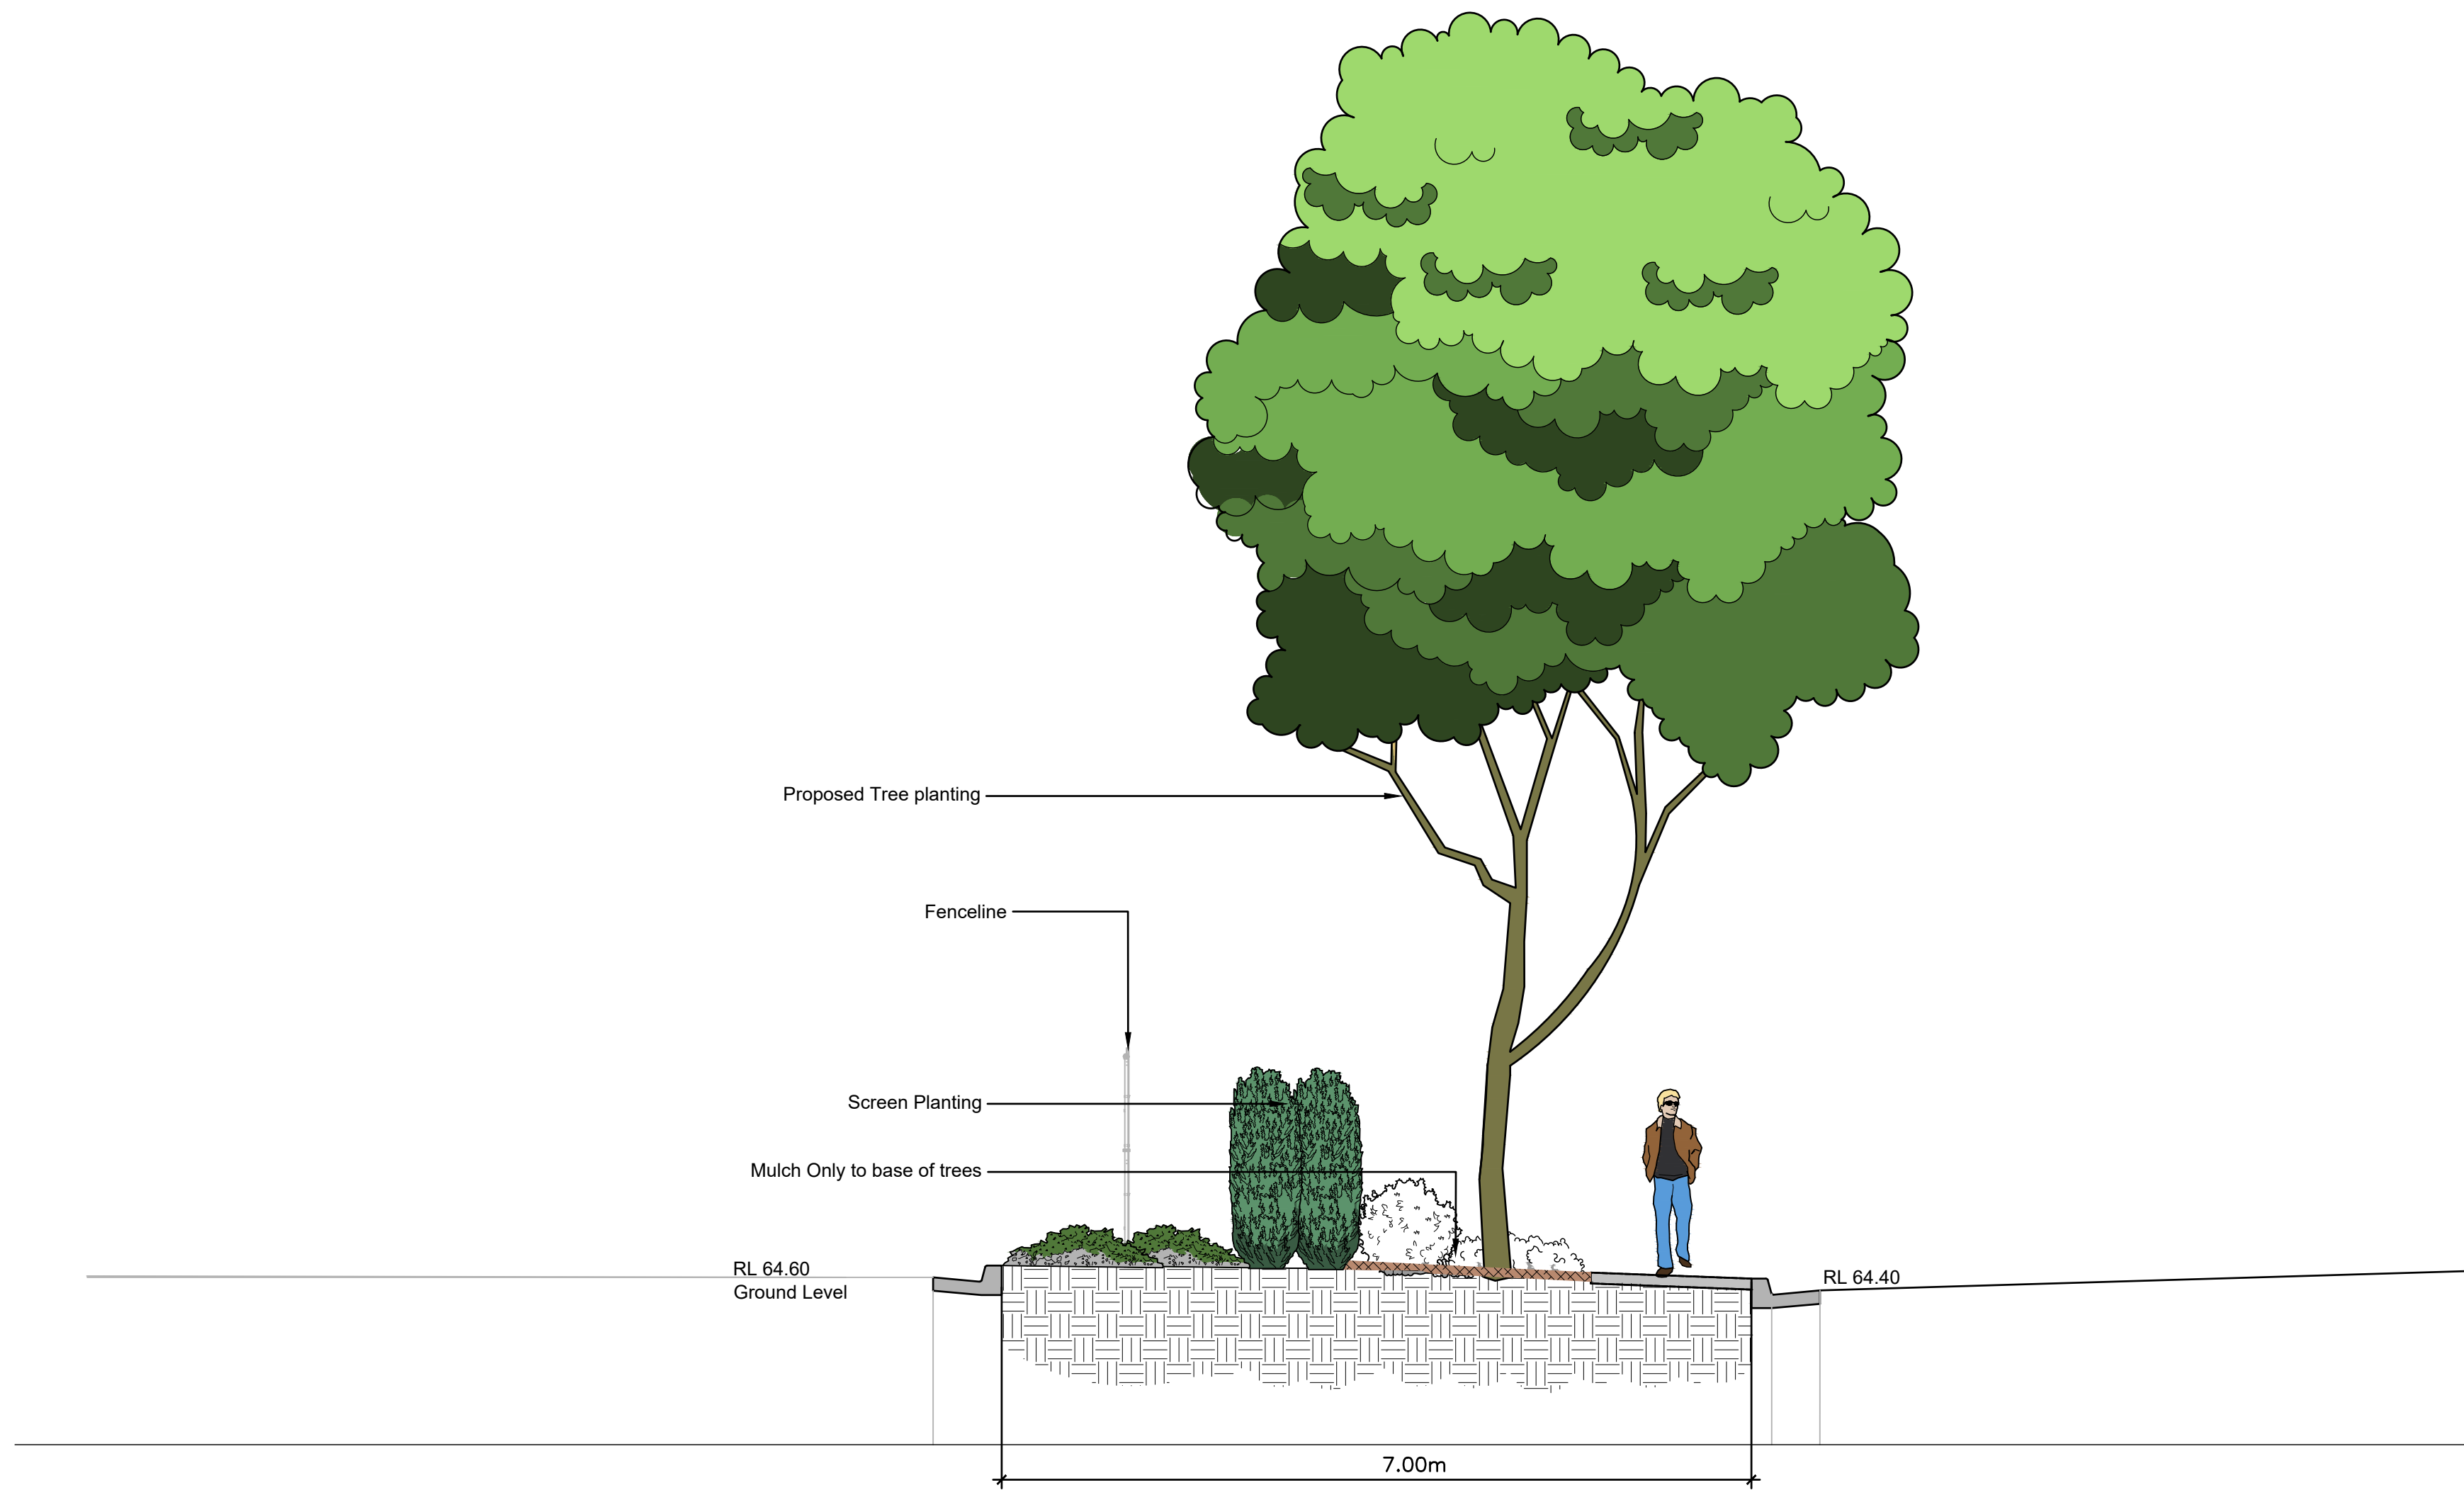 Proposed Tree planting
Fenceline
Screen Planting
Mulch Only to base of trees
RL 64.60
Ground Level
RL 64.40
7.00m